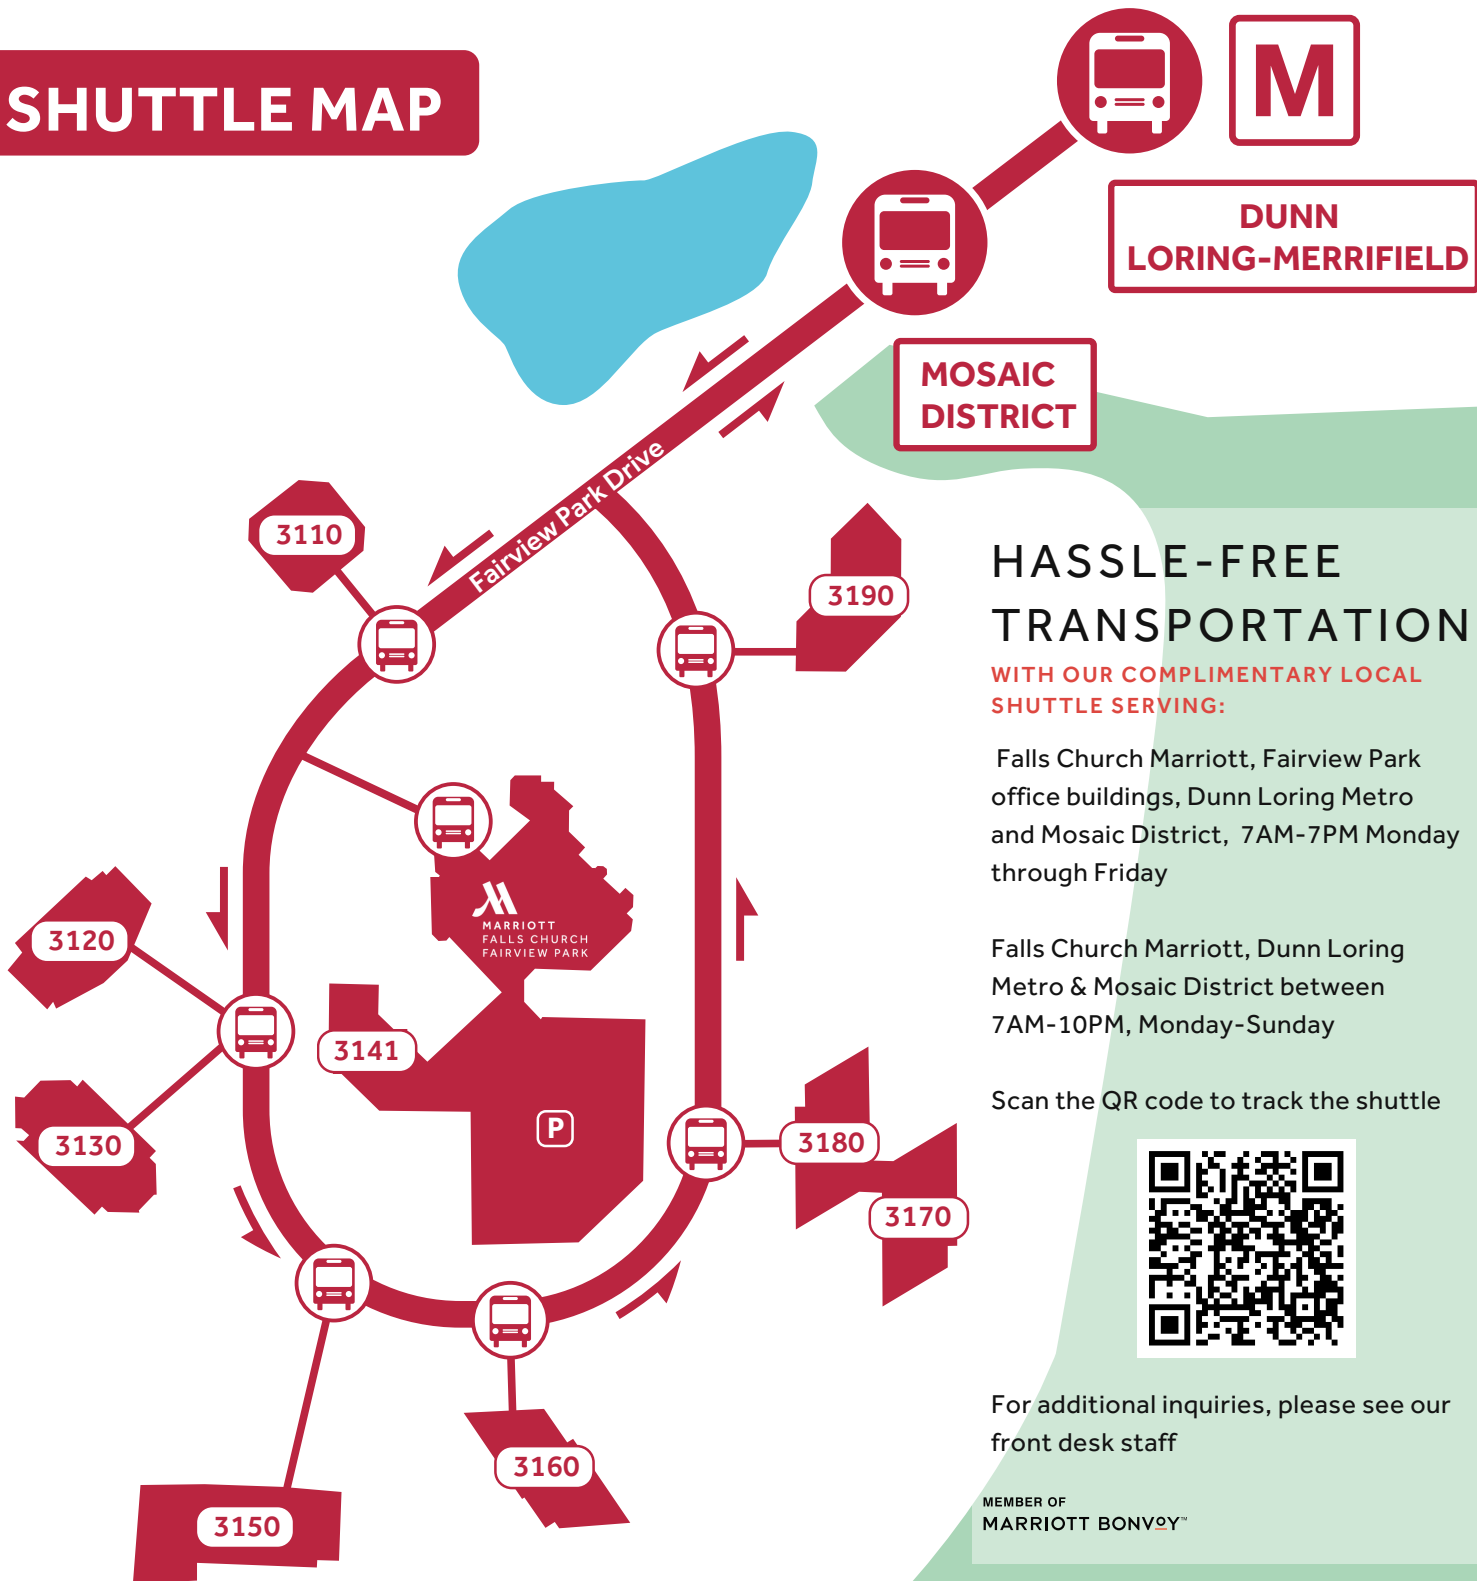 SHUTTLE MAP
M
DUNN
LORING-MERRIFIELD
MOSAIC
DISTRICT
Fairview Park Drive
3110
3190
3120
3130
3141
MARRIOTT
FALLS CHURCH
FAIRVIEW PARK
P
3180
3170
3160
3150
HASSLE-FREE
TRANSPORTATION
WITH OUR COMPLIMENTARY LOCAL
SHUTTLE SERVING:
Falls Church Marriott, Fairview Park
office buildings, Dunn Loring Metro
and Mosaic District, 7AM-7PM Monday
through Friday
Falls Church Marriott, Dunn Loring
Metro & Mosaic District between
7AM-10PM, Monday-Sunday
Scan the QR code to track the shuttle
For additional inquiries, please see our
front desk staff
MEMBER OF
MARRIOTT BONVOY™